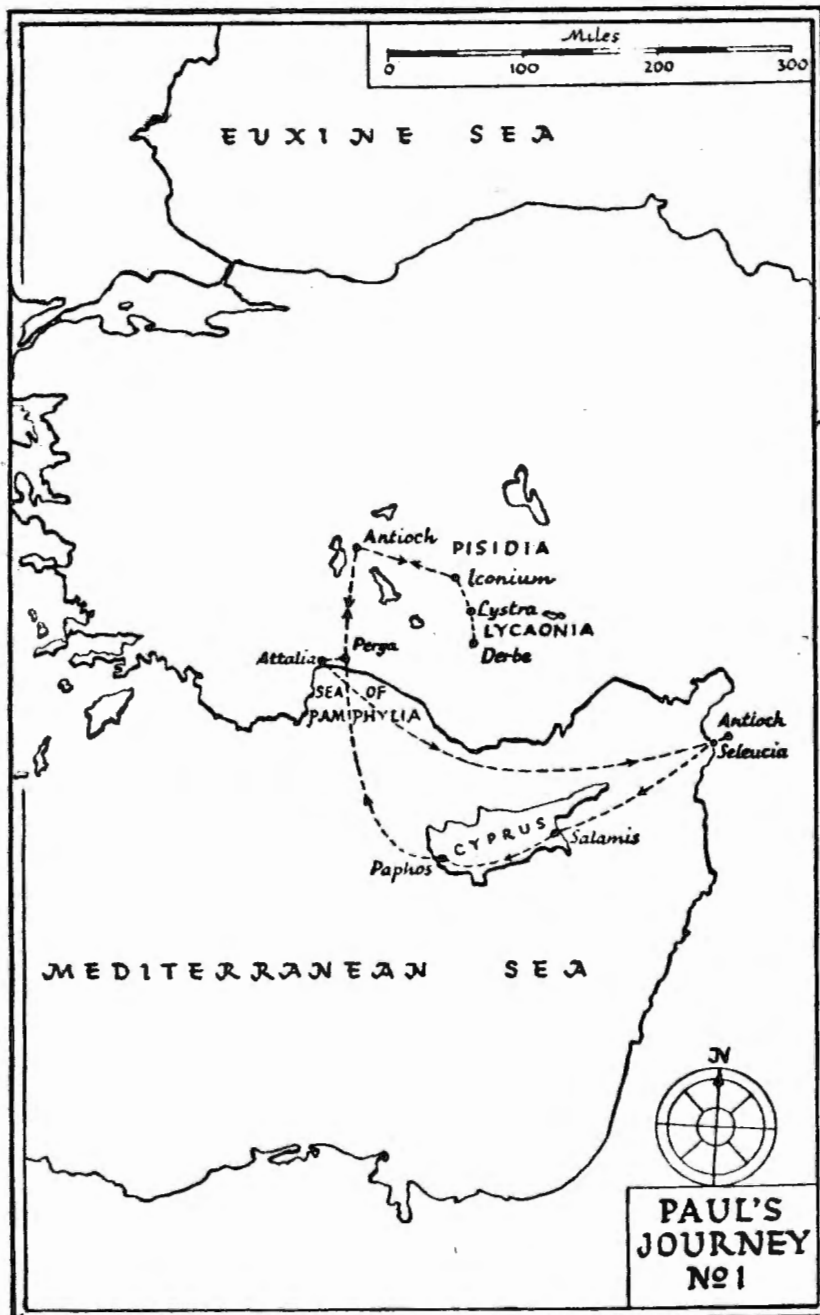 Miles
0 100 200 300
EUXINE SEA
Antioch
PISIDIA
Iconium
Lystra
LYCAONIA
Derbe
Perga
Attalia
SEA OF
PAMPHYLIA
Antioch
Seleucia
CYPRUS
Salamis
Paphos
MEDITERRANEAN SEA
N
PAUL'S
JOURNEY
No 1